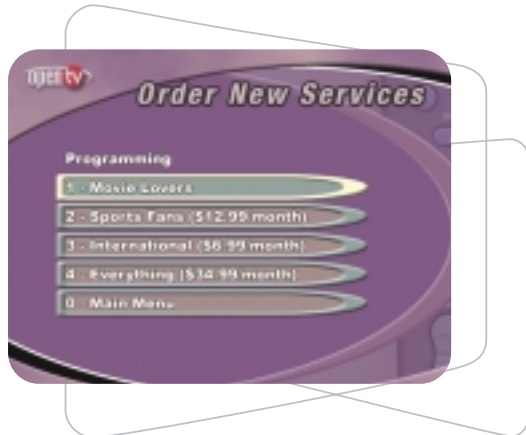 opentv
Order New Services
Programming
1 - Movie Lovers
2 - Sports Fans ($12.99 month)
3 - International ($6.99 month)
4 - Everything ($34.99 month)
0 - Main Menu